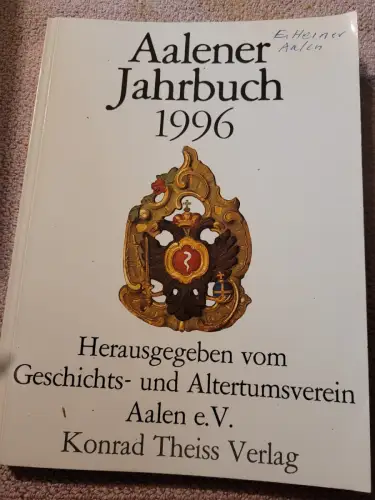 E. Heiner
Aalen
Aalener
Jahrbuch
1996
Herausgegeben vom
Geschichts- und Altertumsverein
Aalen e.V.
Konrad Theiss Verlag